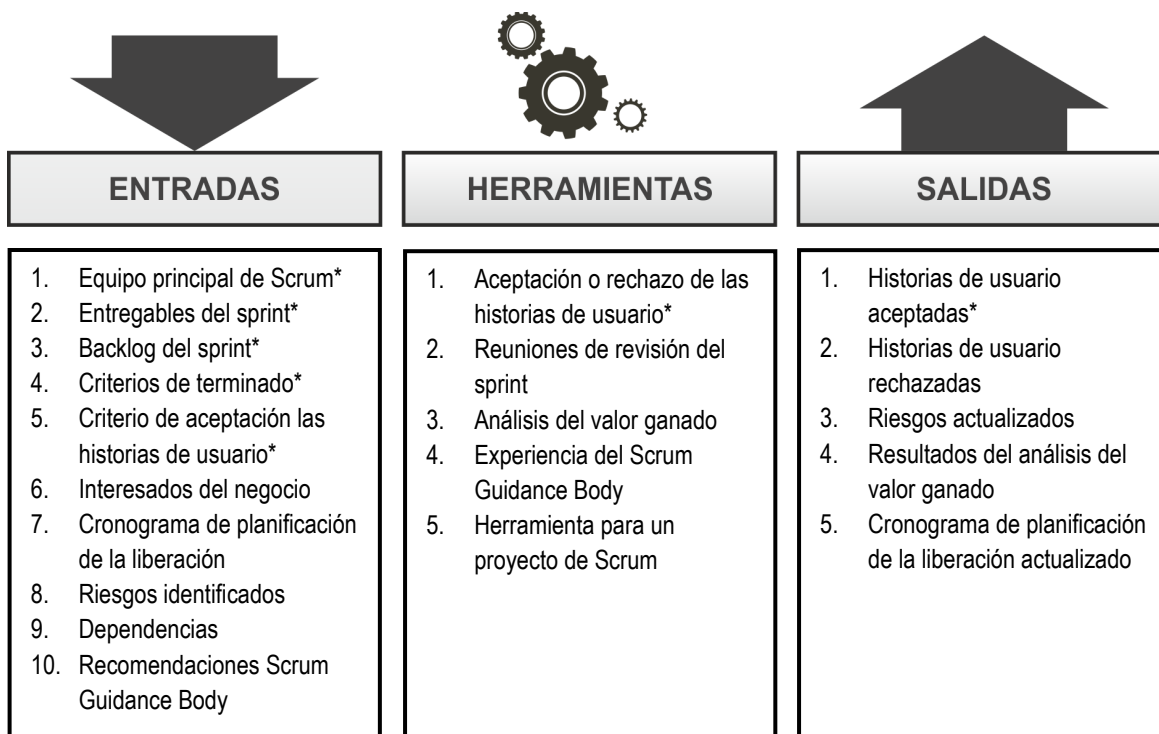 ENTRADAS
1. Equipo principal de Scrum*
2. Entregables del sprint*
3. Backlog del sprint*
4. Criterios de terminado*
5. Criterio de aceptación las
historias de usuario*
6. Interesados del negocio
7. Cronograma de planificación
de la liberación
8. Riesgos identificados
9. Dependencias
10. Recomendaciones Scrum
Guidance Body
HERRAMIENTAS
1. Aceptación o rechazo de las
historias de usuario*
2. Reuniones de revisión del
sprint
3. Análisis del valor ganado
4. Experiencia del Scrum
Guidance Body
5. Herramienta para un
proyecto de Scrum
SALIDAS
1. Historias de usuario
aceptadas*
2. Historias de usuario
rechazadas
3. Riesgos actualizados
4. Resultados del análisis del
valor ganado
5. Cronograma de planificación
de la liberación actualizado